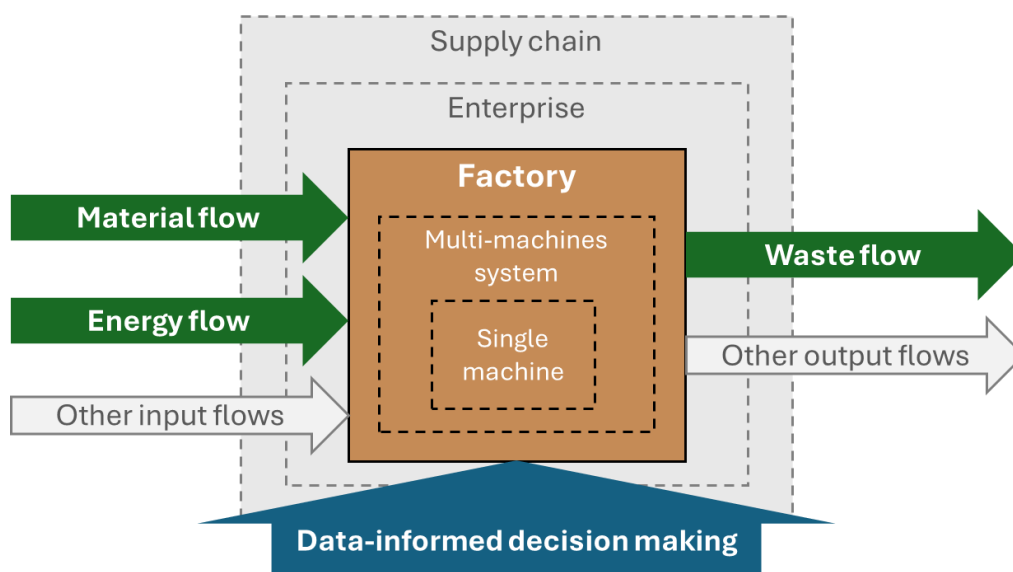 Supply chain
Enterprise
Factory
Material flow
Multi-machines
system
Waste flow
Energy flow
Single
machine
Other output flows
Other input flows
Data-informed decision making